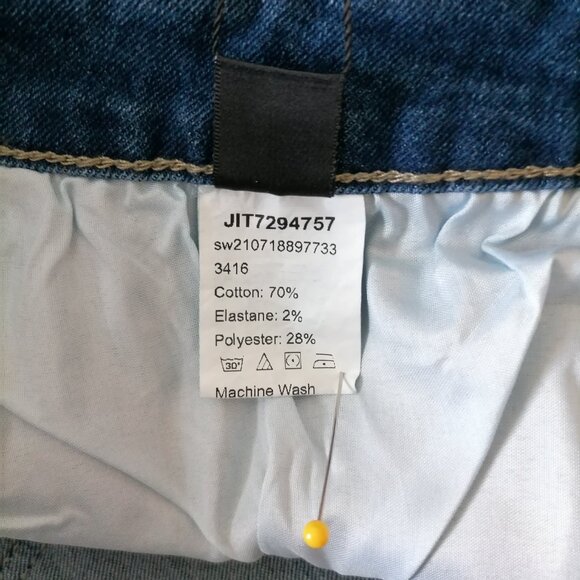 JIT7294757
sw210718897733
3416
Cotton: 70%
Elastane: 2%
Polyester: 28%
30°
Machine Wash